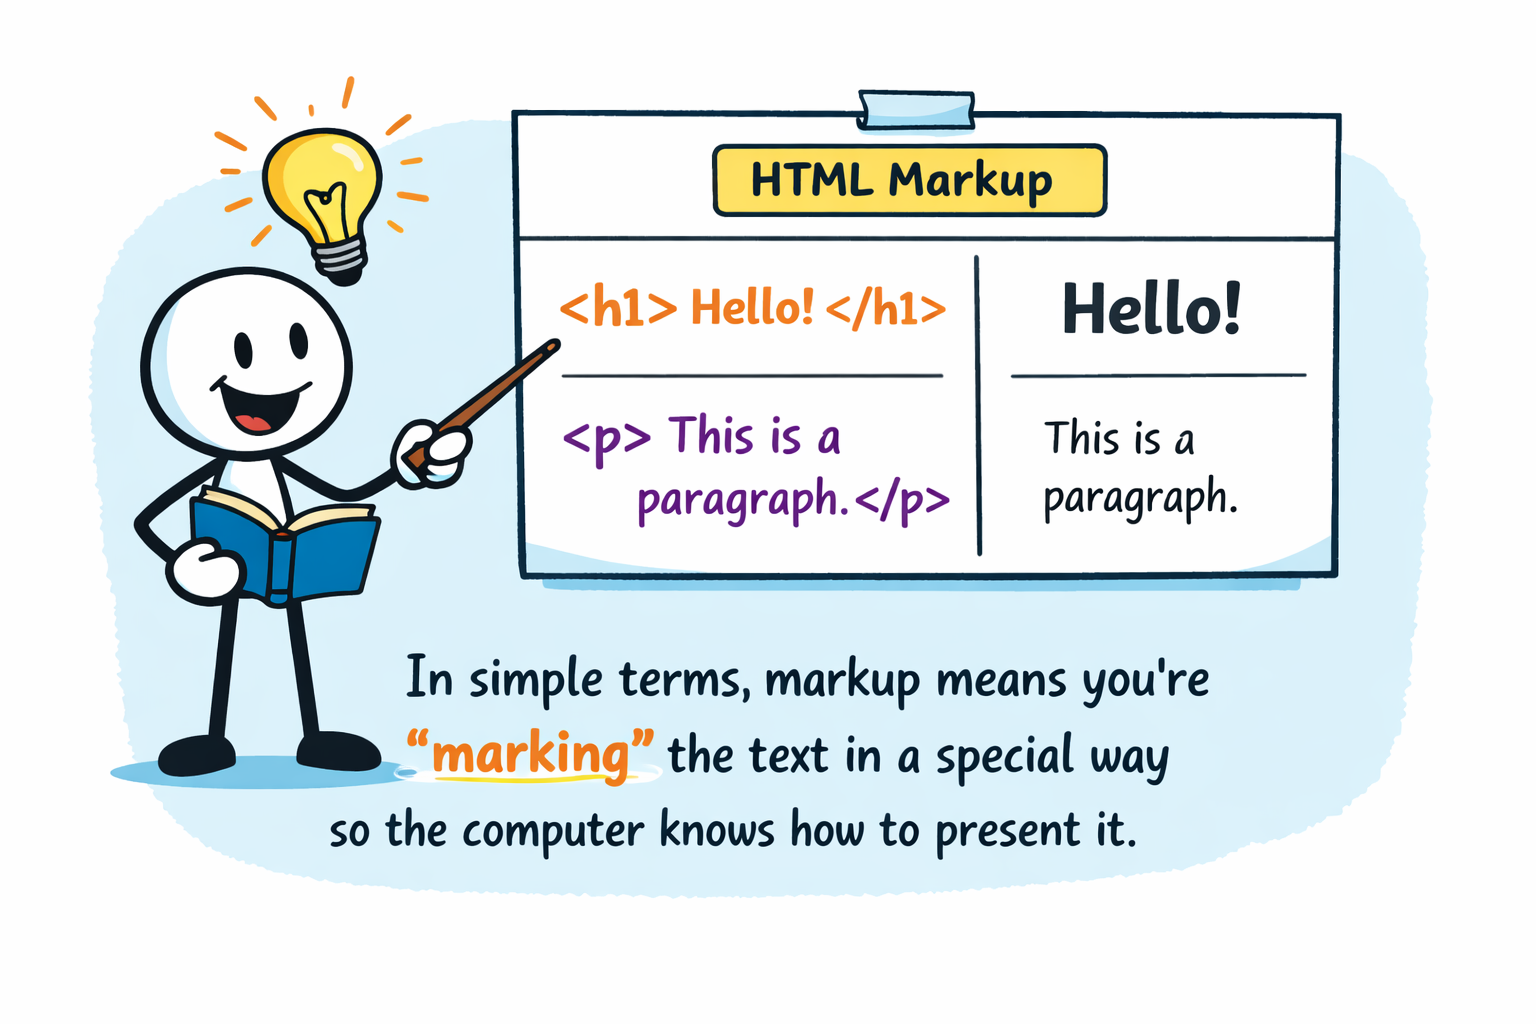 HTML Markup
<h1> Hello! </h1>
Hello!
<p> This is a
paragraph.</p>
This is a
paragraph.
In simple terms, markup means you're
“marking” the text in a special way
so the computer knows how to present it.